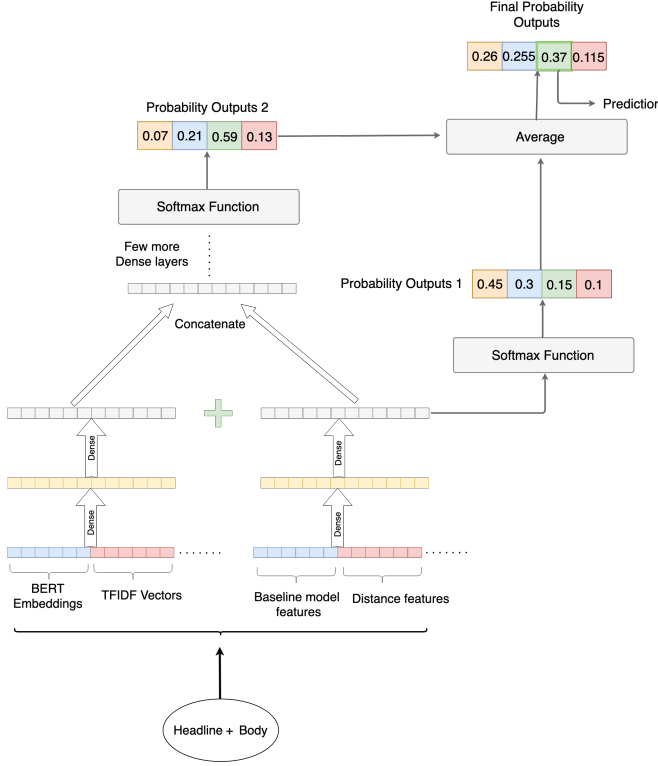 Final Probability
Outputs
0.26 0.255 0.37 0.115
Prediction
Probability Outputs 2
0.07 0.21 0.59 0.13
Average
Softmax Function
Few more
Dense layers
Probability Outputs 1
0.45 0.3 0.15 0.1
Concatenate
Softmax Function
Dense
Dense
Dense
Dense
BERT
Embeddings
TFIDF Vectors
Baseline model
features
Distance features
Headline + Body